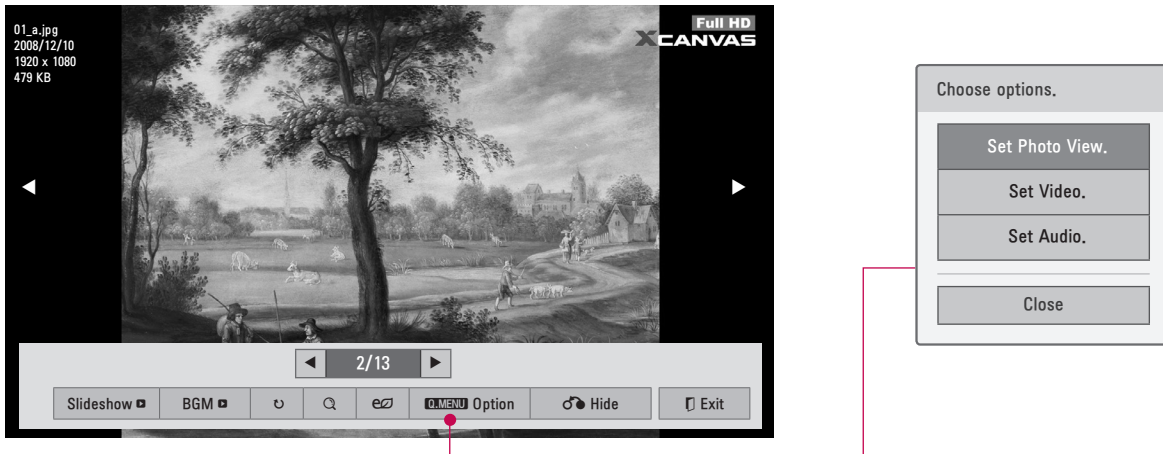 01_a.jpg
2008/12/10
1920 x 1080
479 KB
Full HD
XCANVAS
2/13
Slideshow
BGM
Q.MENU Option
Hide
Exit
Choose options.
Set Photo View.
Set Video.
Set Audio.
Close